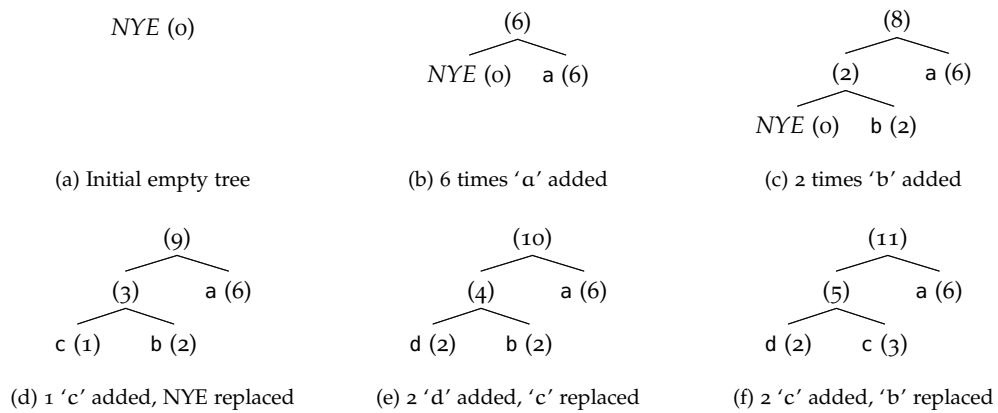 NYE (0)
(6)
NYE (0) a (6)
(8)
(2) a (6)
NYE (0) b (2)
(a) Initial empty tree
(b) 6 times ‘a’ added
(c) 2 times ‘b’ added
(9)
(3) a (6)
c (1) b (2)
(10)
(4) a (6)
d (2) b (2)
(11)
(5) a (6)
d (2) c (3)
(d) 1 ‘c’ added, NYE replaced
(e) 2 ‘d’ added, ‘c’ replaced
(f) 2 ‘c’ added, ‘b’ replaced